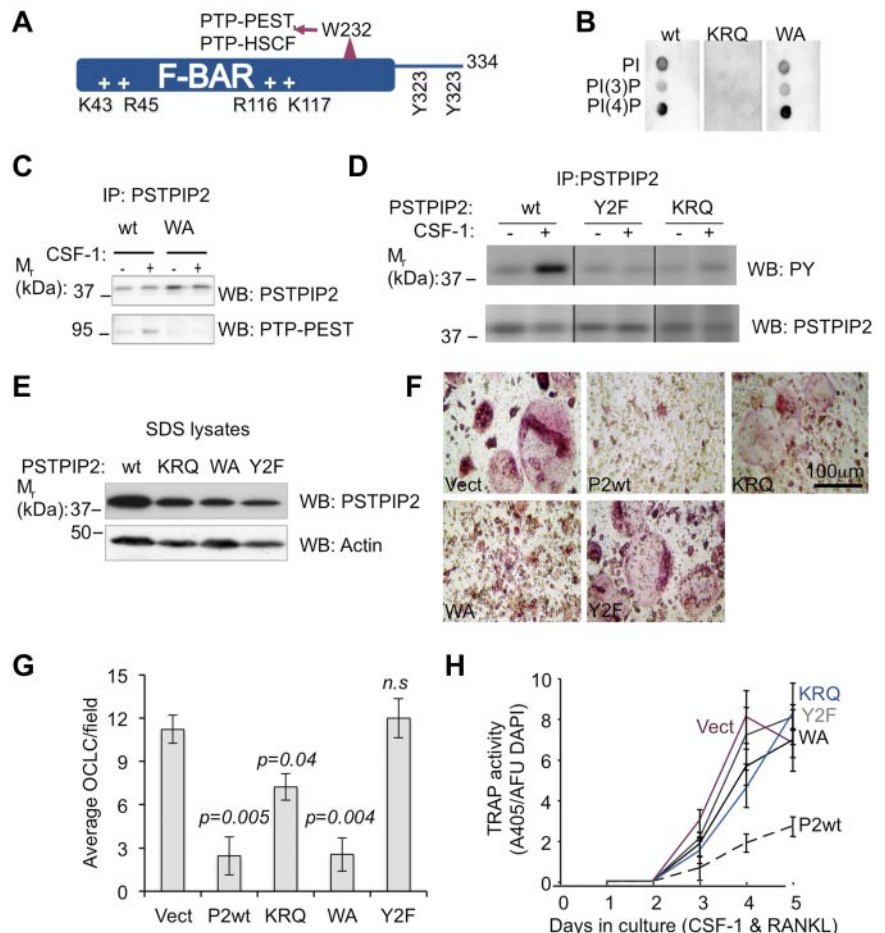 A
PTP-PEST,
W232
PTP-HSCF
F-BAR
334
+ + + +
K43 R45 R116 K117
Y323 Y323
B
wt KRQ WA
PI
PI(3)P
PI(4)P
C
IP: PSTPIP2
wt WA
CSF-1:
- + - +
Mr
(kDa): 37
WB: PSTPIP2
95
WB: PTP-PEST
D
IP:PSTPIP2
PSTPIP2: wt Y2F KRQ
CSF-1: - + - + - +
Mr
(kDa):
37
WB: PY
37
WB: PSTPIP2
E
SDS lysates
PSTPIP2: wt KRQ WA Y2F
Mr
(kDa): 37
WB: PSTPIP2
50
WB: Actin
F
Vect
P2wt
KRQ
100μm
WA
Y2F
G
Average OCLC/field
15
12
9
6
3
0
p=0.005
p=0.04
p=0.004
n.s
Vect P2wt KRQ WA Y2F
H
TRAP activity
(A405/AFU DAPI)
10
8
6
4
2
0
Vect
KRQ
Y2F
WA
P2wt
0 1 2 3 4 5
Days in culture (CSF-1 & RANKL)